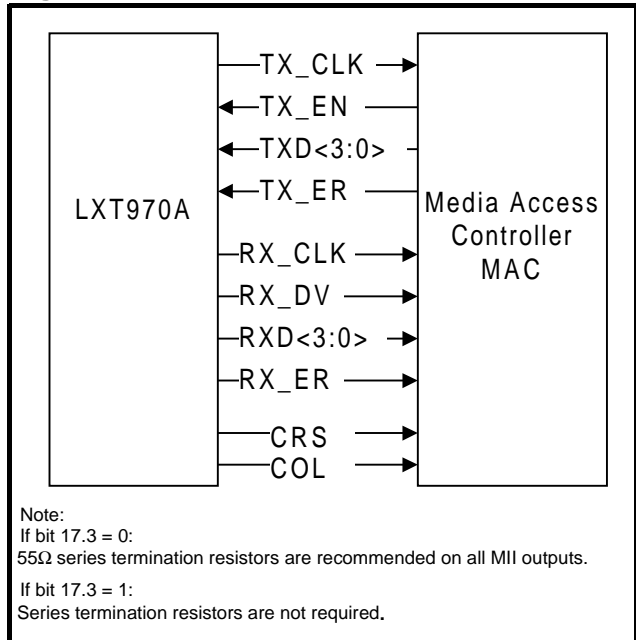 TX_CLK
TX_EN
TXD<3:0>
TX_ER
LXT970A
Media Access
Controller
MAC
RX_CLK
RX_DV
RXD<3:0>
RX_ER
CRS
COL
Note:
If bit 17.3 = 0:
55Ω series termination resistors are recommended on all MII outputs.
If bit 17.3 = 1:
Series termination resistors are not required.